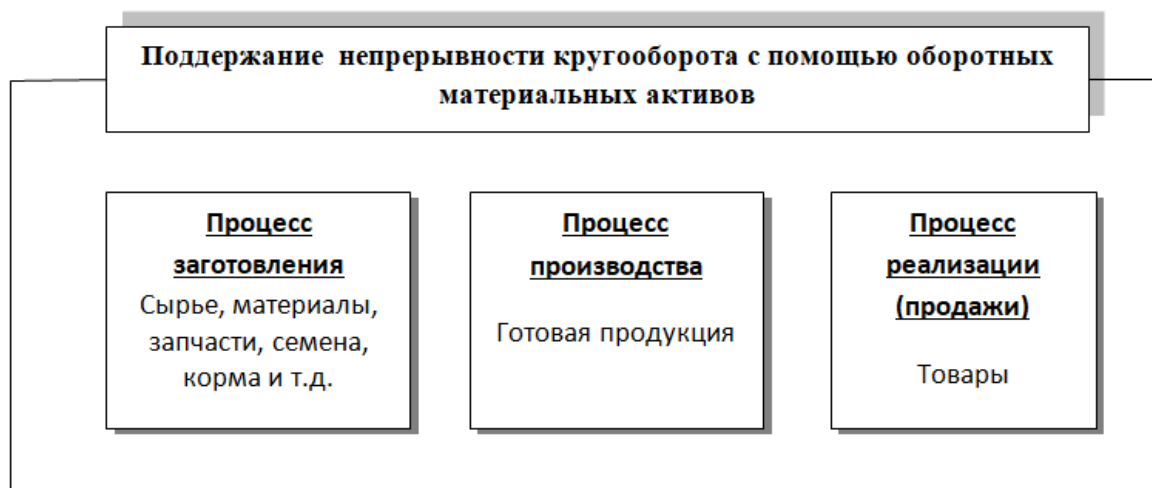 Поддержание непрерывности кругооборота с помощью оборотных
материальных активов
Процесс
заготовления
Сырье, материалы,
запчасти, семена,
корма и т.д.
Процесс
производства
Готовая продукция
Процесс
реализации
(продажи)
Товары